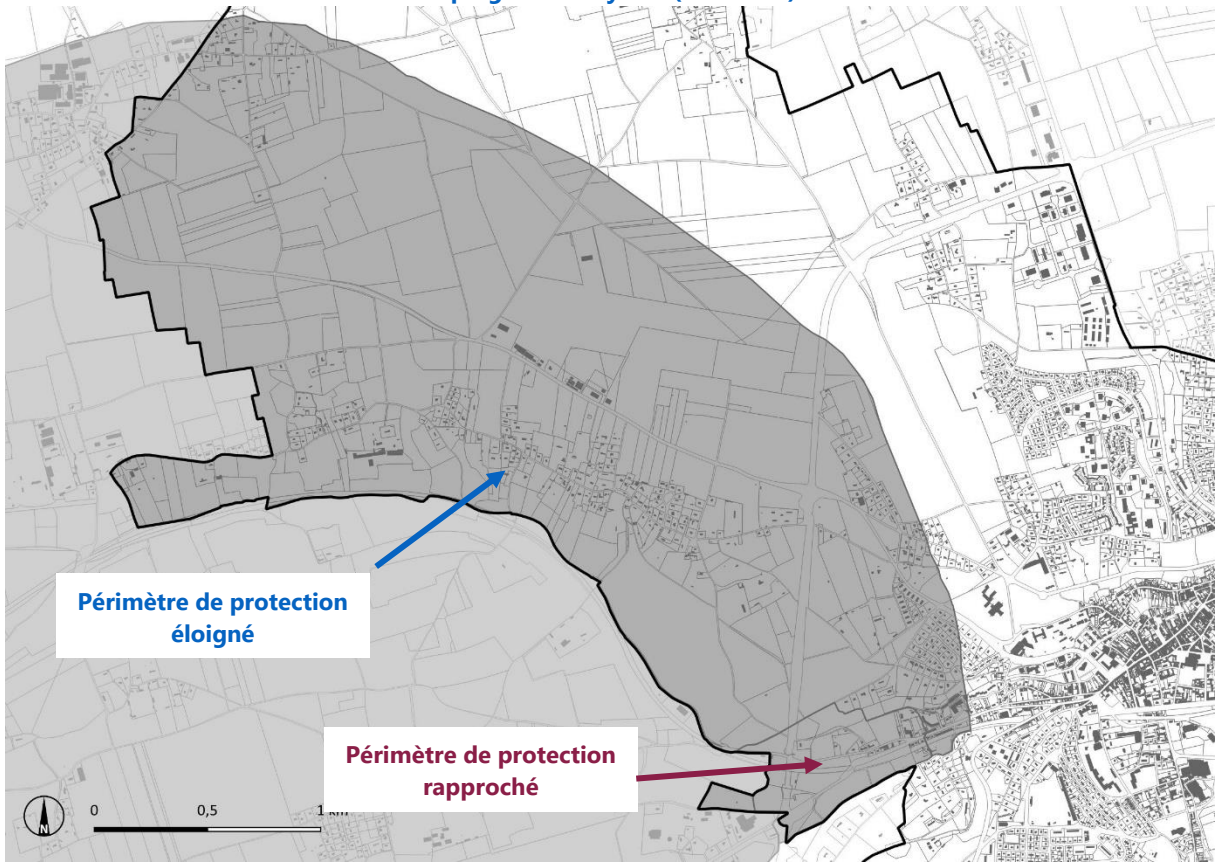 Périmètre de protection
éloigné
Périmètre de protection
rapproché
N
0 0,5 1 km